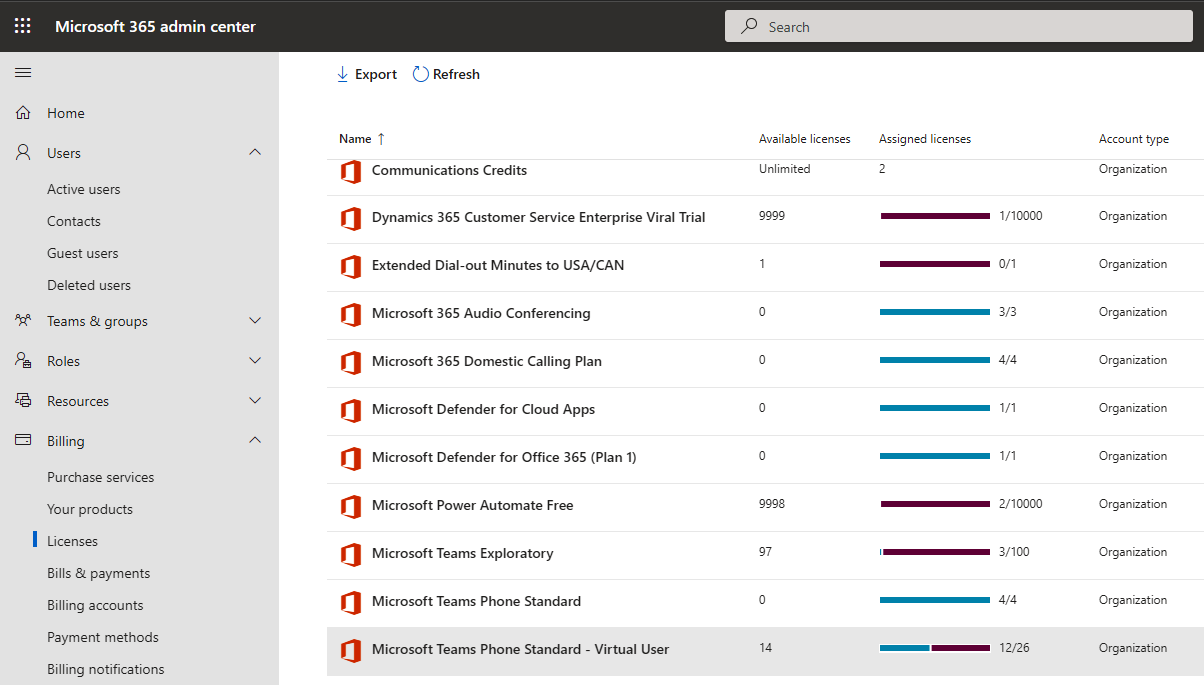 Microsoft 365 admin center
Search
Home
Users
Active users
Contacts
Guest users
Deleted users
Teams & groups
Roles
Resources
Billing
Purchase services
Your products
Licenses
Bills & payments
Billing accounts
Payment methods
Billing notifications
Export Refresh
Name ↑ Available licenses Assigned licenses Account type
Communications Credits Unlimited 2 Organization
Dynamics 365 Customer Service Enterprise Viral Trial 9999 1/10000 Organization
Extended Dial-out Minutes to USA/CAN 1 0/1 Organization
Microsoft 365 Audio Conferencing 0 3/3 Organization
Microsoft 365 Domestic Calling Plan 0 4/4 Organization
Microsoft Defender for Cloud Apps 0 1/1 Organization
Microsoft Defender for Office 365 (Plan 1) 0 1/1 Organization
Microsoft Power Automate Free 9998 2/10000 Organization
Microsoft Teams Exploratory 97 3/100 Organization
Microsoft Teams Phone Standard 0 4/4 Organization
Microsoft Teams Phone Standard - Virtual User 14 12/26 Organization